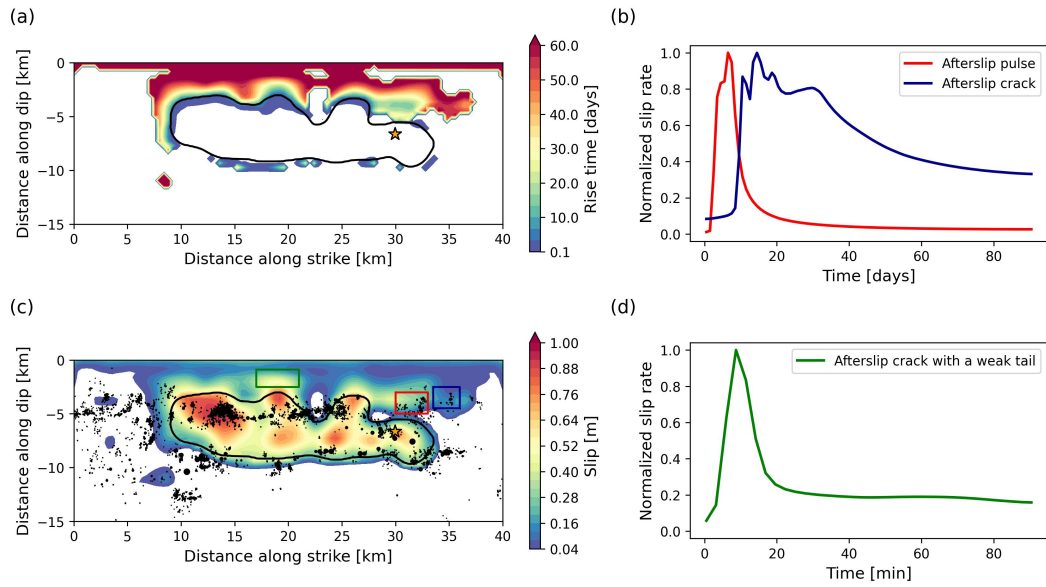 (a)
Distance along dip [km]
0
−5
−10
−15
0 5 10 15 20 25 30 35 40
Distance along strike [km]
60.0
50.0
40.0
30.0
20.0
10.0
0.1
Rise time [days]
(b)
Normalized slip rate
1.0
0.8
0.6
0.4
0.2
0.0
0 20 40 60 80
Time [days]
Afterslip pulse
Afterslip crack
(c)
Distance along dip [km]
0
−5
−10
−15
0 5 10 15 20 25 30 35 40
Distance along strike [km]
1.00
0.88
0.76
0.64
0.52
0.40
0.28
0.16
0.04
Slip [m]
(d)
Normalized slip rate
1.0
0.8
0.6
0.4
0.2
0.0
0 20 40 60 80
Time [min]
Afterslip crack with a weak tail